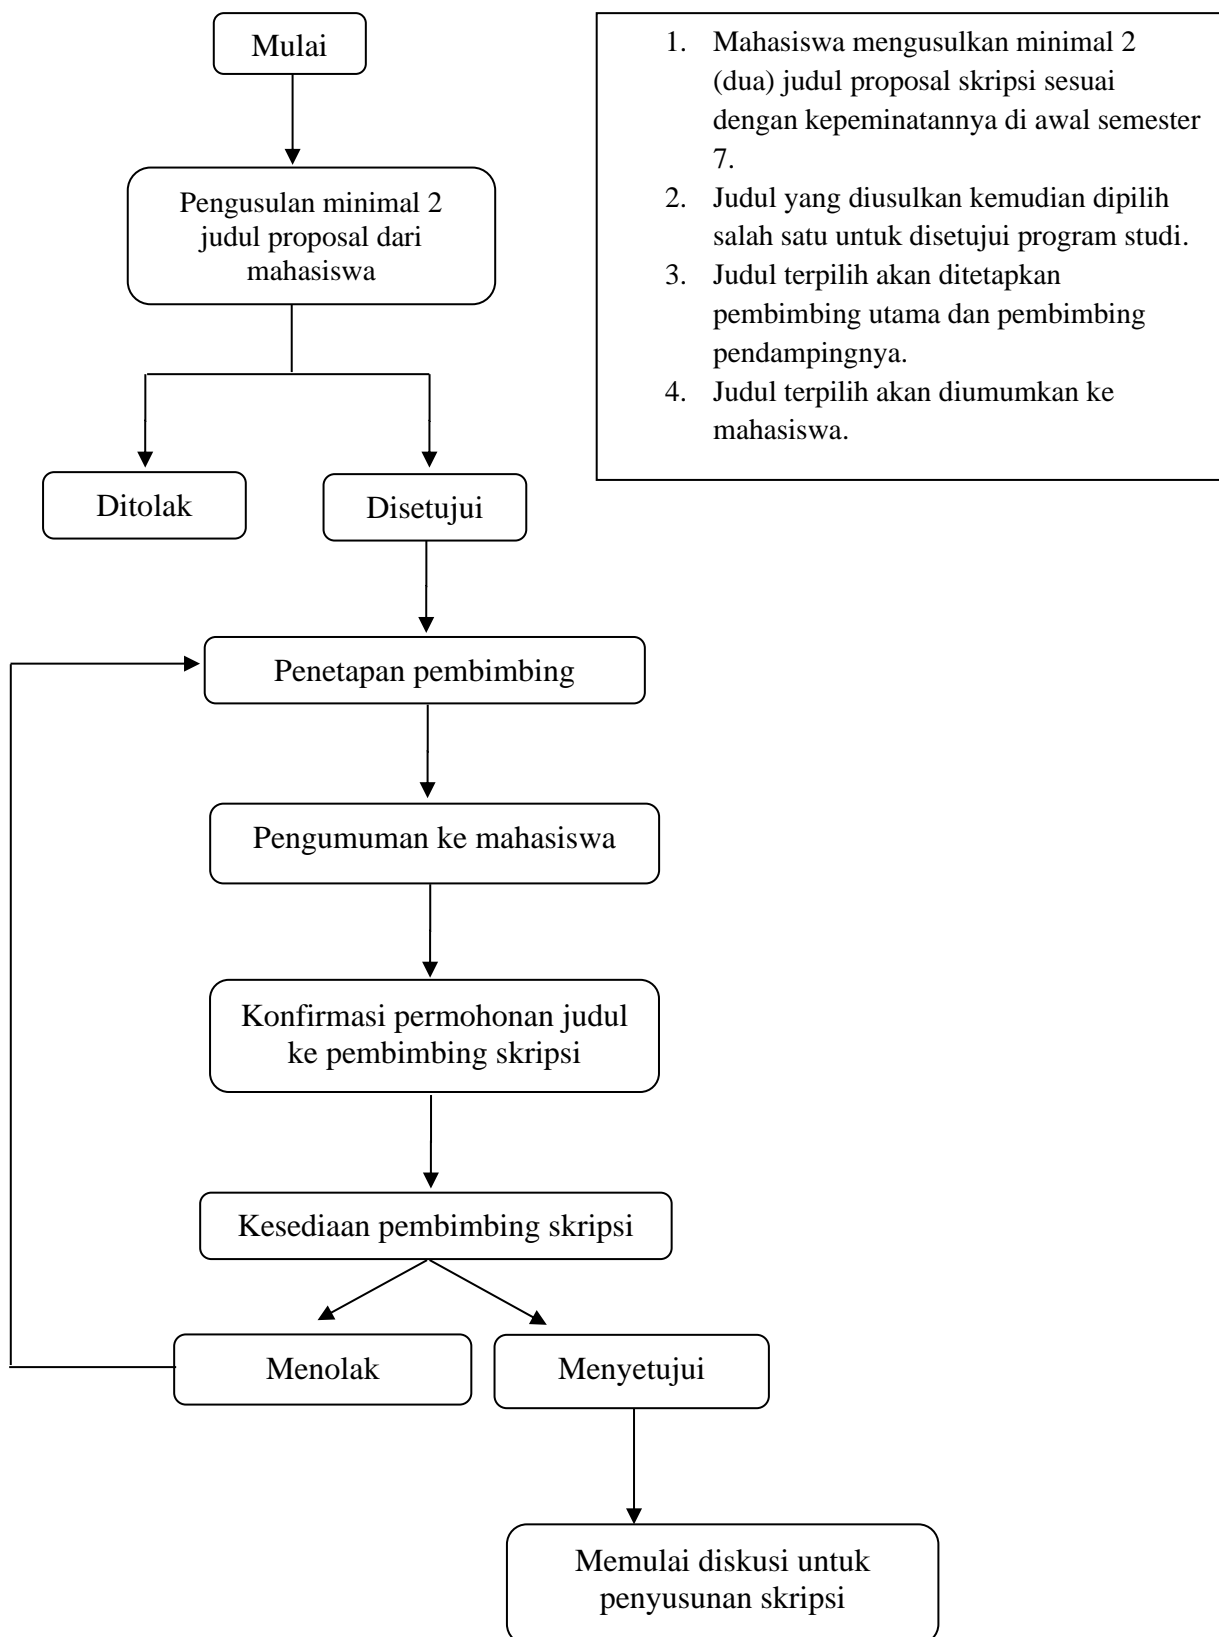 Mulai
1. Mahasiswa mengusulkan minimal 2
(dua) judul proposal skripsi sesuai
dengan kepeminatannya di awal semester
7.
2. Judul yang diusulkan kemudian dipilih
salah satu untuk disetujui program studi.
3. Judul terpilih akan ditetapkan
pembimbing utama dan pembimbing
pendampingnya.
4. Judul terpilih akan diumumkan ke
mahasiswa.
Pengusulan minimal 2
judul proposal dari
mahasiswa
Ditolak
Disetujui
Penetapan pembimbing
Pengumuman ke mahasiswa
Konfirmasi permohonan judul
ke pembimbing skripsi
Kesediaan pembimbing skripsi
Menolak
Menyetujui
Memulai diskusi untuk
penyusunan skripsi